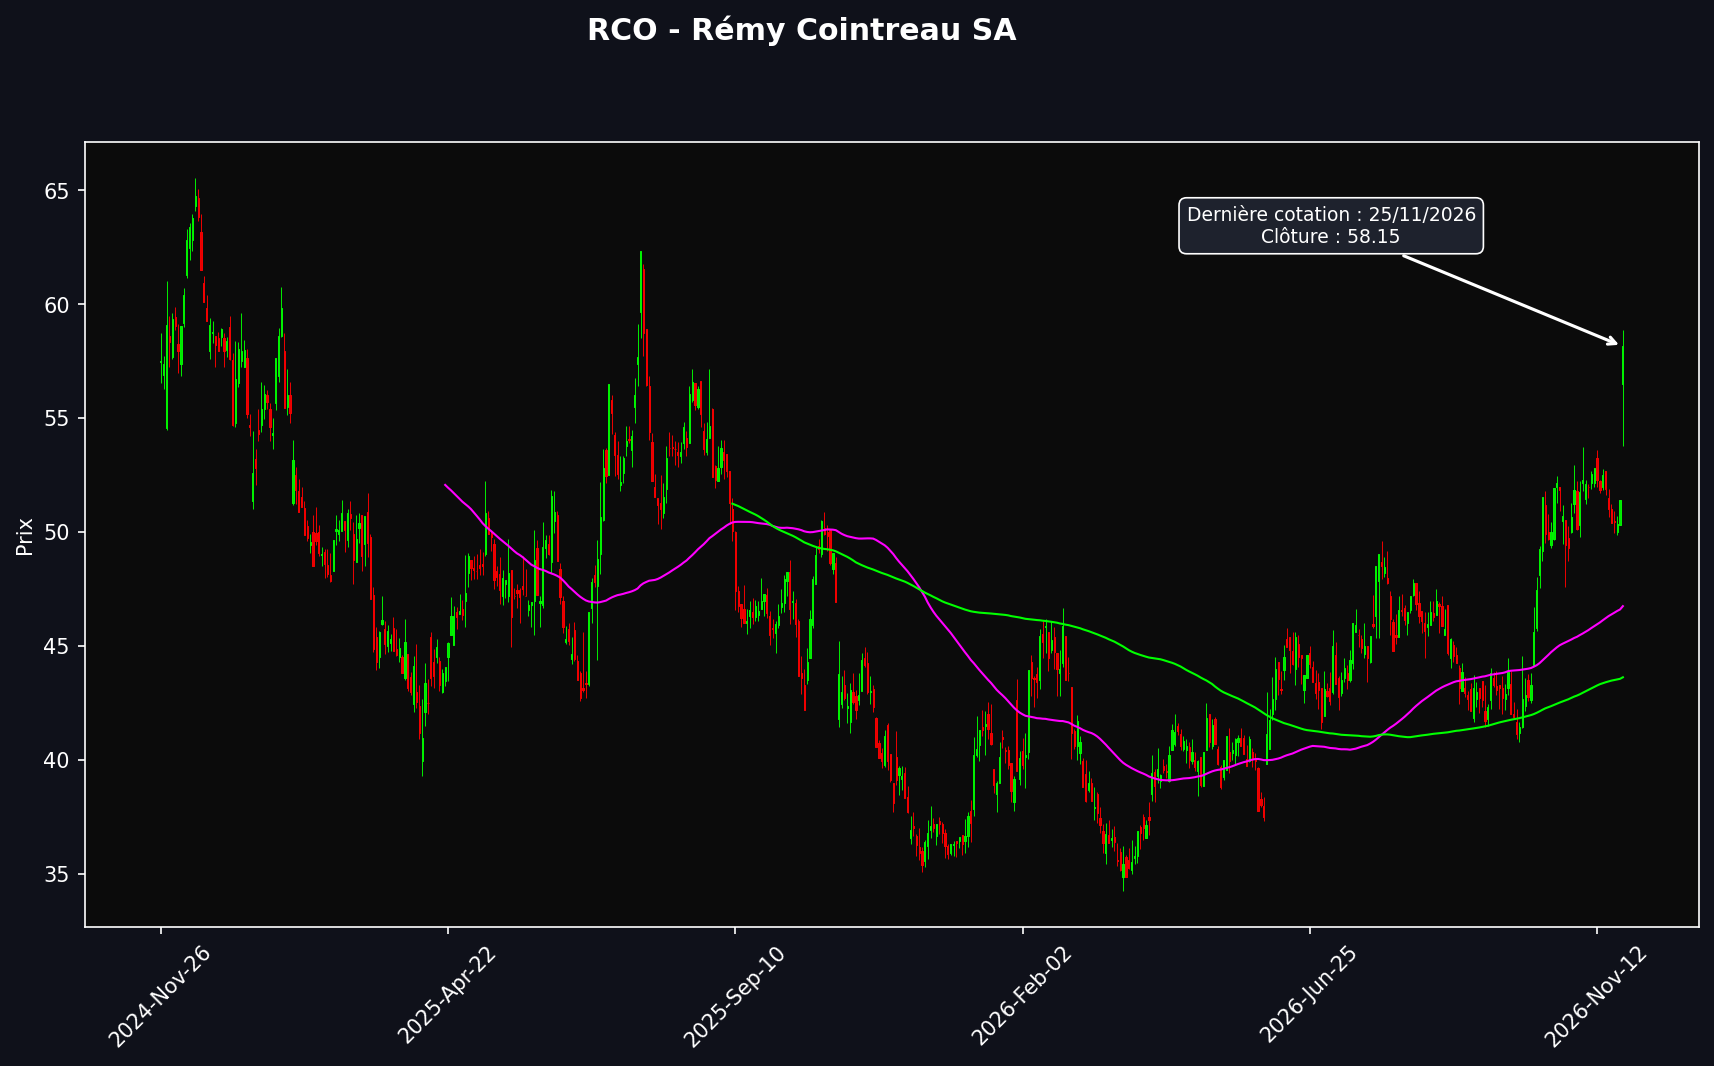 RCO - Rémy Cointreau SA
Dernière cotation : 25/11/2026
Clôture : 58.15
Prix
65
60
55
50
45
40
35
2024-Nov-26
2025-Apr-22
2025-Sep-10
2026-Feb-02
2026-Jun-25
2026-Nov-12